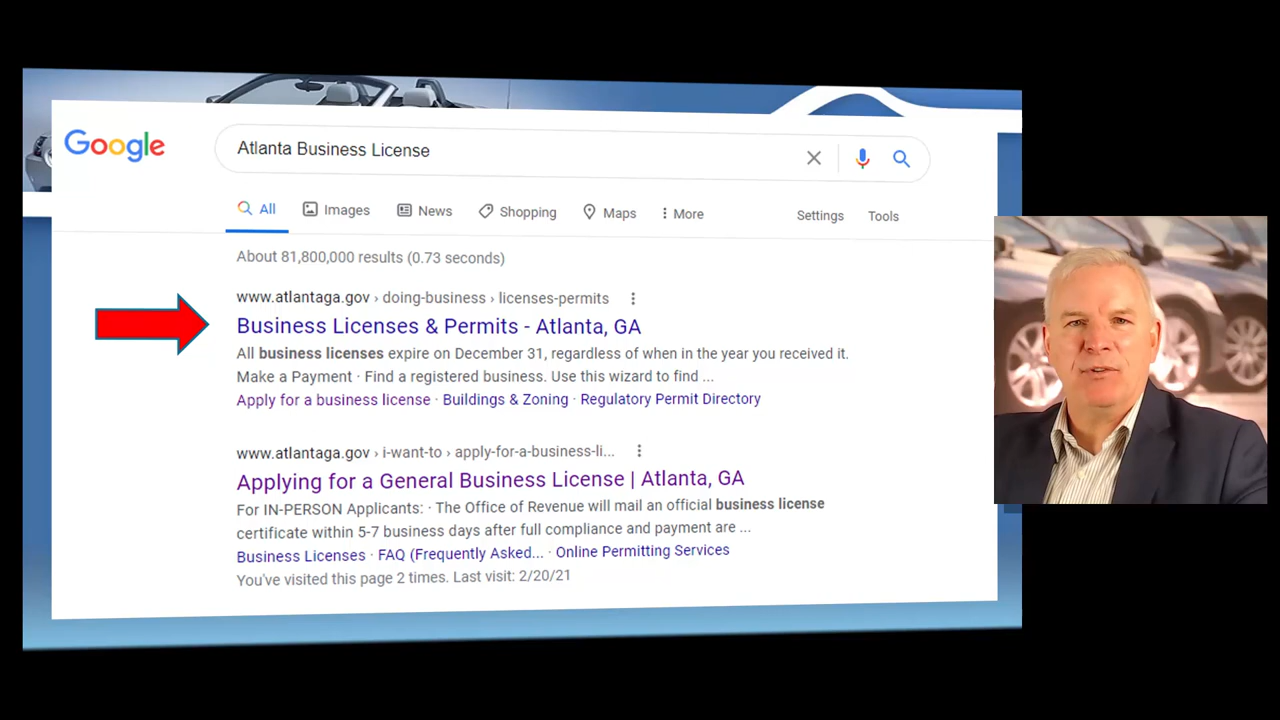 Google
Atlanta Business License
All
Images
News
Shopping
Maps
More
Settings
Tools
About 81,800,000 results (0.73 seconds)
www.atlantaga.gov › doing-business › licenses-permits
Business Licenses & Permits - Atlanta, GA
All business licenses expire on December 31, regardless of when in the year you received it.
Make a Payment · Find a registered business. Use this wizard to find ...
Apply for a business license · Buildings & Zoning · Regulatory Permit Directory
www.atlantaga.gov › i-want-to › apply-for-a-business-li...
Applying for a General Business License | Atlanta, GA
For IN-PERSON Applicants: · The Office of Revenue will mail an official business license
certificate within 5-7 business days after full compliance and payment are ...
Business Licenses · FAQ (Frequently Asked... · Online Permitting Services
You've visited this page 2 times. Last visit: 2/20/21